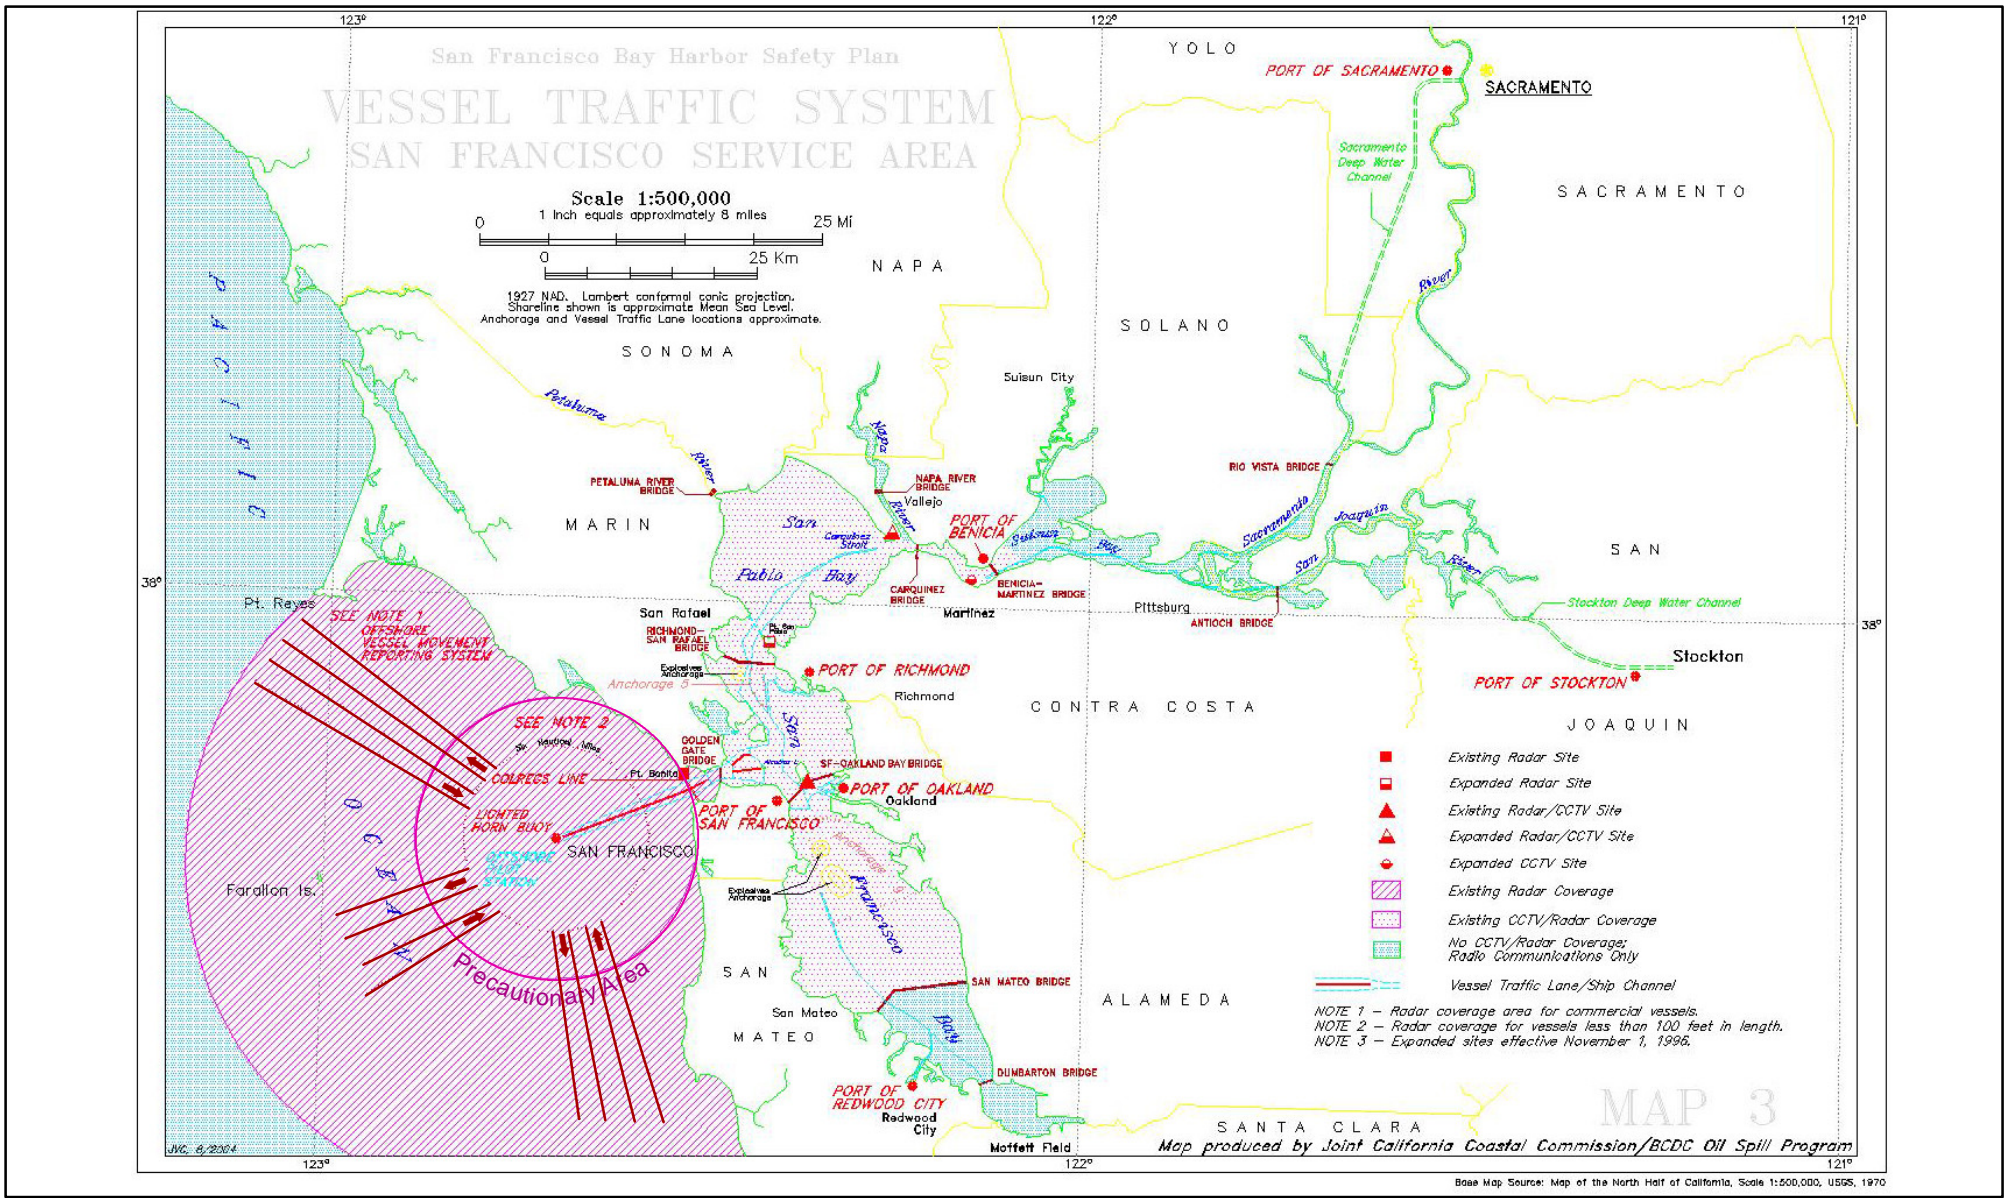 123°
122°
121°
San Francisco Bay Harbor Safety Plan
VESSEL TRAFFIC SYSTEM
SAN FRANCISCO SERVICE AREA
Scale 1:500,000
1 Inch equals approximately 8 miles
0
25 Mi
0
25 Km
1927 NAD. Lambert conformal conic projection.
Shoreline shown is approximate Mean Sea Level.
Anchorage and Vessel Traffic Lane locations approximate.
YOLO
PORT OF SACRAMENTO
SACRAMENTO
Sacramento
Deep Water
Channel
SACRAMENTO
NAPA
River
SOLANO
SONOMA
PACIFIC
OCEAN
Suisun City
Petaluma
River
Napa
River
PETALUMA RIVER
BRIDGE
NAPA RIVER
BRIDGE
Vallejo
RIO VISTA BRIDGE
MARIN
San
Pablo Bay
Carquinez
Strait
PORT OF
BENICIA
Suisun
Bay
Sacramento
San
Joaquin
River
SAN
JOAQUIN
38°
Pt. Reyes
CARQUINEZ
BRIDGE
BENICIA-
MARTINEZ BRIDGE
Martinez
Pittsburg
ANTIOCH BRIDGE
Stockton Deep Water Channel
38°
Stockton
PORT OF STOCKTON
SEE NOTE 1
OFFSHORE
VESSEL MOVEMENT
REPORTING SYSTEM
San Rafael
RICHMOND-
SAN RAFAEL
BRIDGE
Pt. San
Pablo
Explosives
Anchorage
Anchorage 5
PORT OF RICHMOND
Richmond
CONTRA COSTA
SEE NOTE 2
Six Nautical Miles
GOLDEN
GATE
BRIDGE
Pt. Bonita
COLREGS LINE
San
Francisco
Bay
Alcatraz I.
SF-OAKLAND BAY BRIDGE
PORT OF OAKLAND
Oakland
PORT OF
SAN FRANCISCO
LIGHTED
HORN BUOY
SAN FRANCISCO
OFFSHORE
PILOT
STATION
Farallon Is.
Anchorage 9
Explosives
Anchorage
Precautionary Area
SAN
MATEO
SAN MATEO BRIDGE
San Mateo
ALAMEDA
DUMBARTON BRIDGE
PORT OF
REDWOOD CITY
Redwood
City
Moffett Field
SANTA CLARA
Existing Radar Site
Expanded Radar Site
Existing Radar/CCTV Site
Expanded Radar/CCTV Site
Expanded CCTV Site
Existing Radar Coverage
Existing CCTV/Radar Coverage
No CCTV/Radar Coverage;
Radio Communications Only
Vessel Traffic Lane/Ship Channel
NOTE 1 - Radar coverage area for commercial vessels.
NOTE 2 - Radar coverage for vessels less than 100 feet in length.
NOTE 3 - Expanded sites effective November 1, 1996.
MAP 3
Map produced by Joint California Coastal Commission/BCDC Oil Spill Program
JVC, 8/2004
123°
122°
121°
Base Map Source: Map of the North Half of California, Scale 1:500,000, USGS, 1970